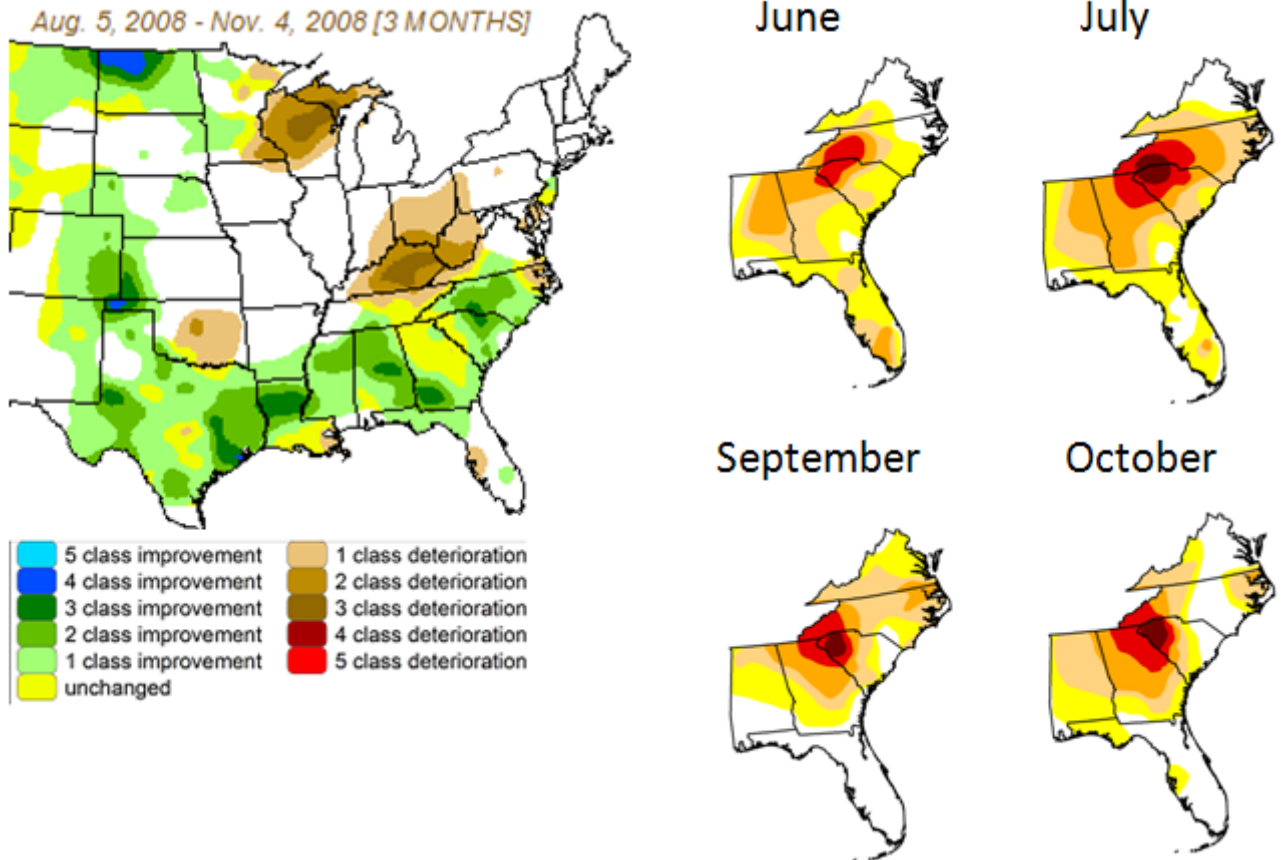 Aug. 5, 2008 - Nov. 4, 2008 [3 MONTHS]
June
July
September
October
5 class improvement
1 class deterioration
4 class improvement
2 class deterioration
3 class improvement
3 class deterioration
2 class improvement
4 class deterioration
1 class improvement
5 class deterioration
unchanged